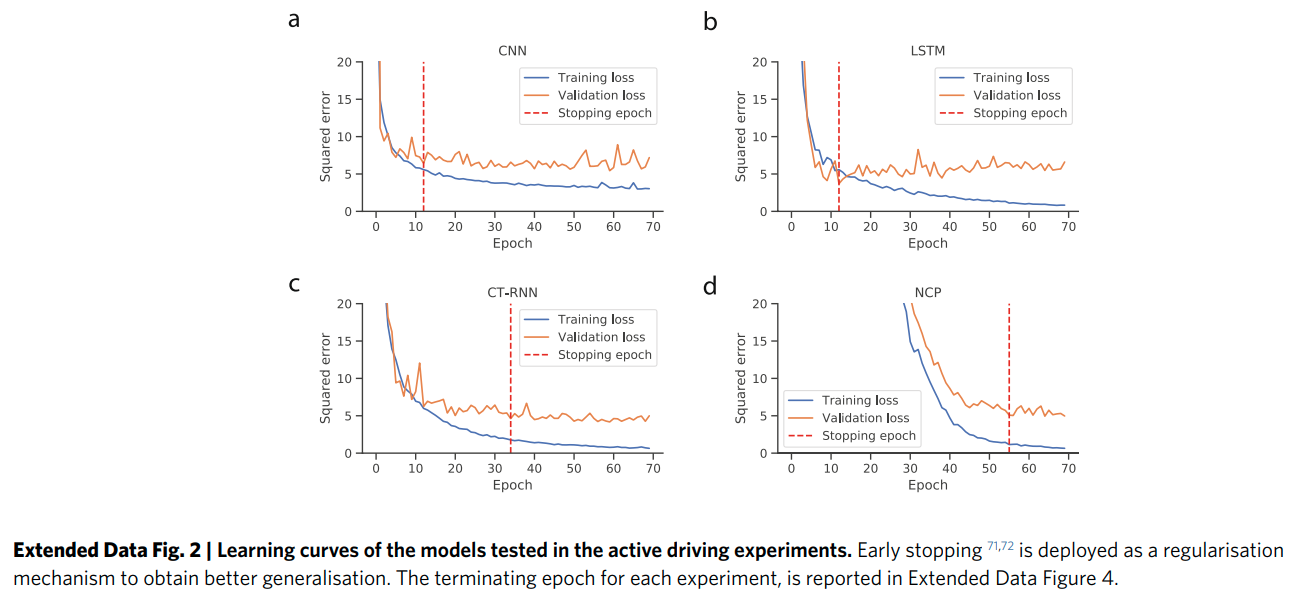 a
CNN
20
15
10
5
0
Squared error
Training loss
Validation loss
Stopping epoch
0 10 20 30 40 50 60 70
Epoch
b
LSTM
20
15
10
5
0
Squared error
Training loss
Validation loss
Stopping epoch
0 10 20 30 40 50 60 70
Epoch
c
CT-RNN
20
15
10
5
0
Squared error
Training loss
Validation loss
Stopping epoch
0 10 20 30 40 50 60 70
Epoch
d
NCP
20
15
10
5
0
Squared error
Training loss
Validation loss
Stopping epoch
0 10 20 30 40 50 60 70
Epoch
Extended Data Fig. 2 | Learning curves of the models tested in the active driving experiments. Early stopping 71,72 is deployed as a regularisation
mechanism to obtain better generalisation. The terminating epoch for each experiment, is reported in Extended Data Figure 4.